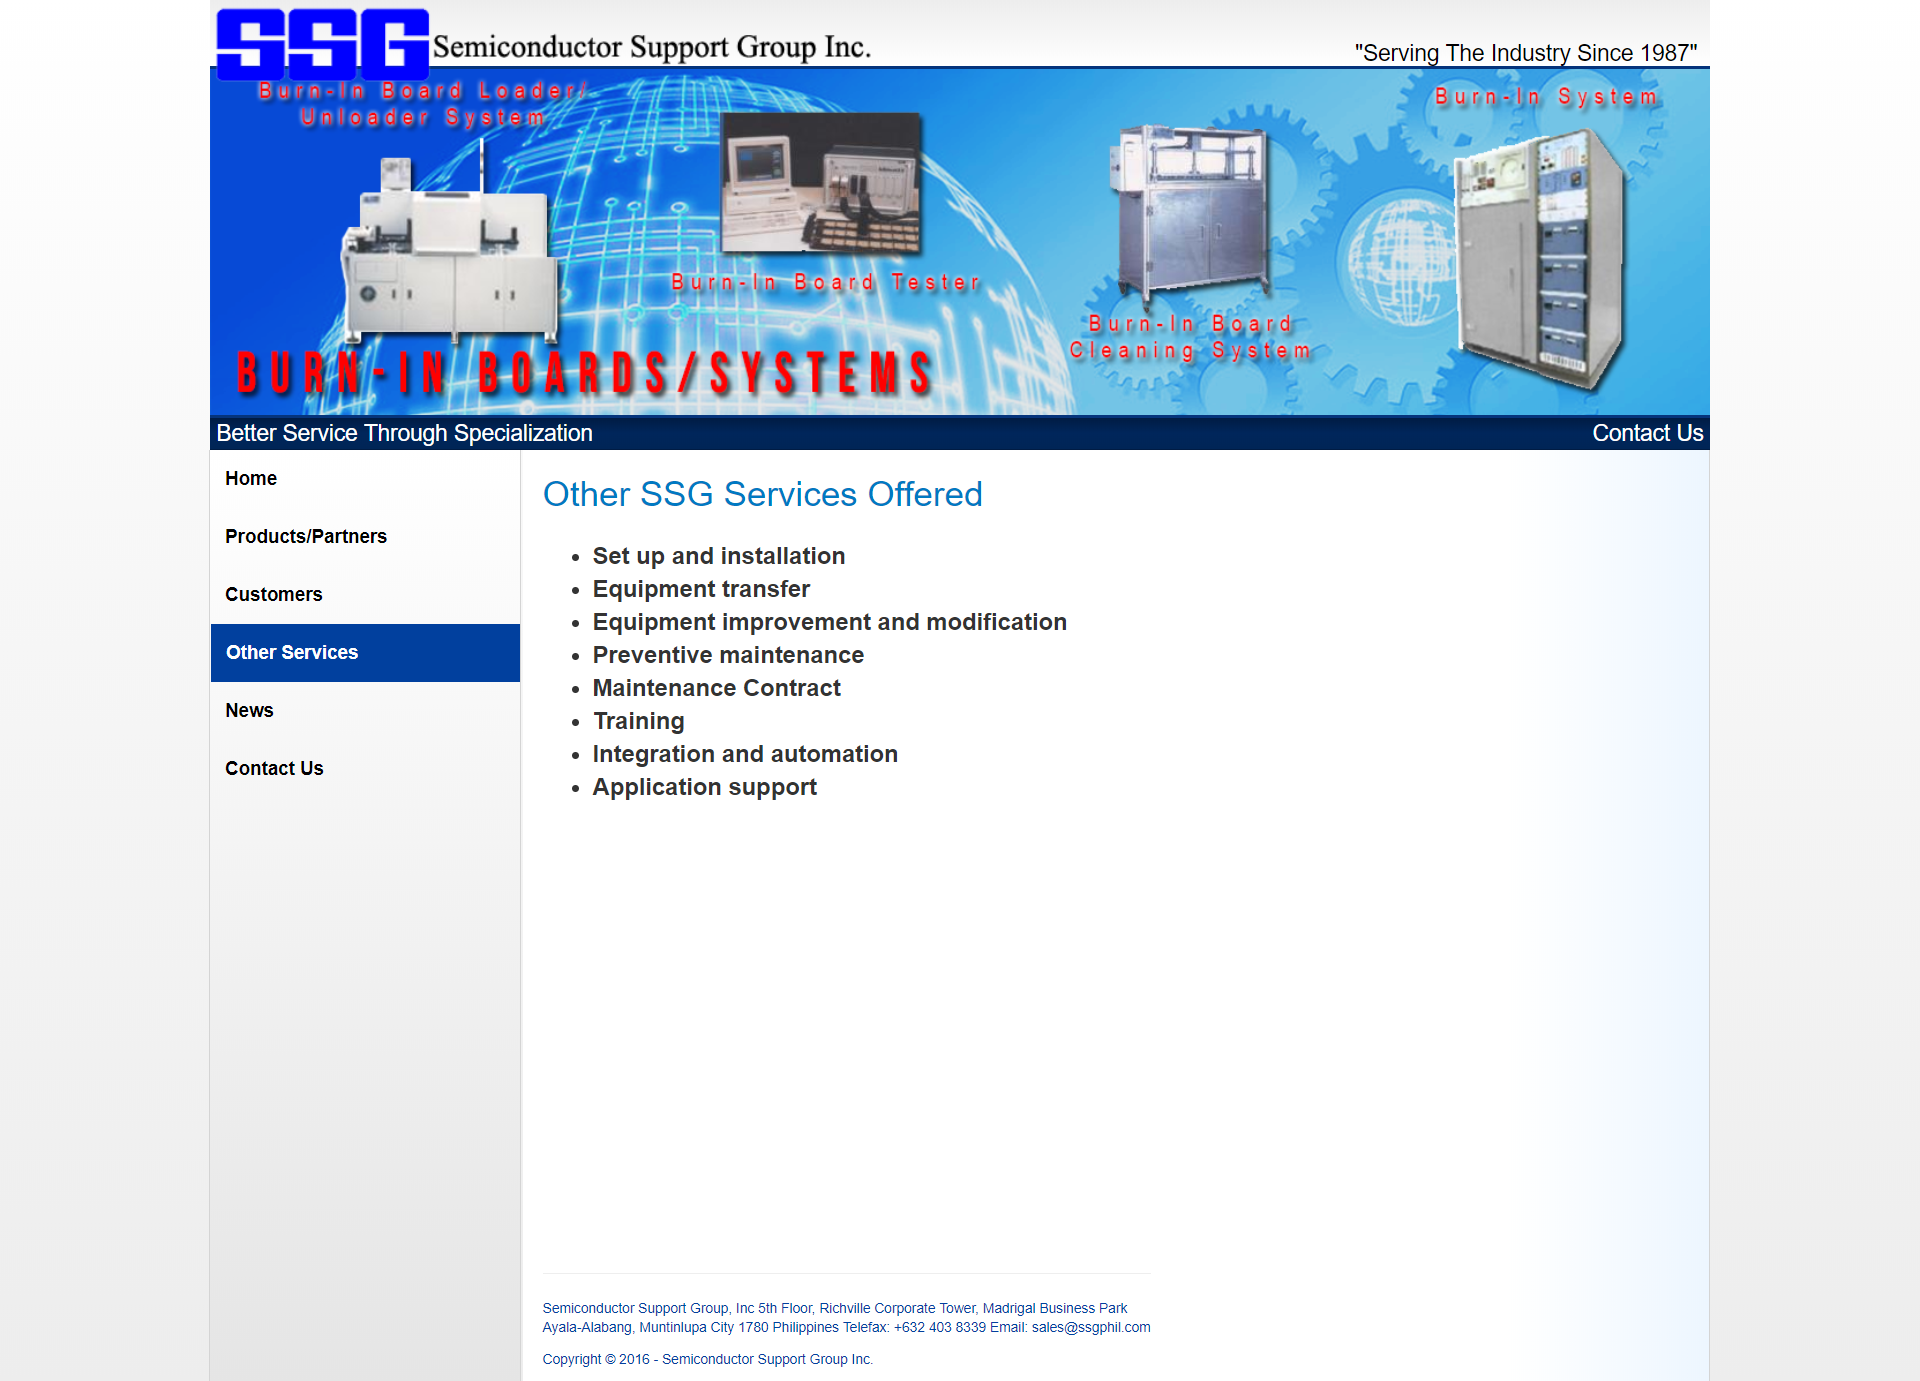 SSG Semiconductor Support Group Inc.
"Serving The Industry Since 1987"
Burn-In Board Loader/
Unloader System
Burn-In System
Burn-In Board Tester
Burn-In Board
Cleaning System
BURN-IN BOARDS/SYSTEMS
Better Service Through Specialization
Contact Us
Home
Products/Partners
Customers
Other Services
News
Contact Us
Other SSG Services Offered
• Set up and installation
• Equipment transfer
• Equipment improvement and modification
• Preventive maintenance
• Maintenance Contract
• Training
• Integration and automation
• Application support
Semiconductor Support Group, Inc 5th Floor, Richville Corporate Tower, Madrigal Business Park
Ayala-Alabang, Muntinlupa City 1780 Philippines Telefax: +632 403 8339 Email: sales@ssgphil.com
Copyright © 2016 - Semiconductor Support Group Inc.